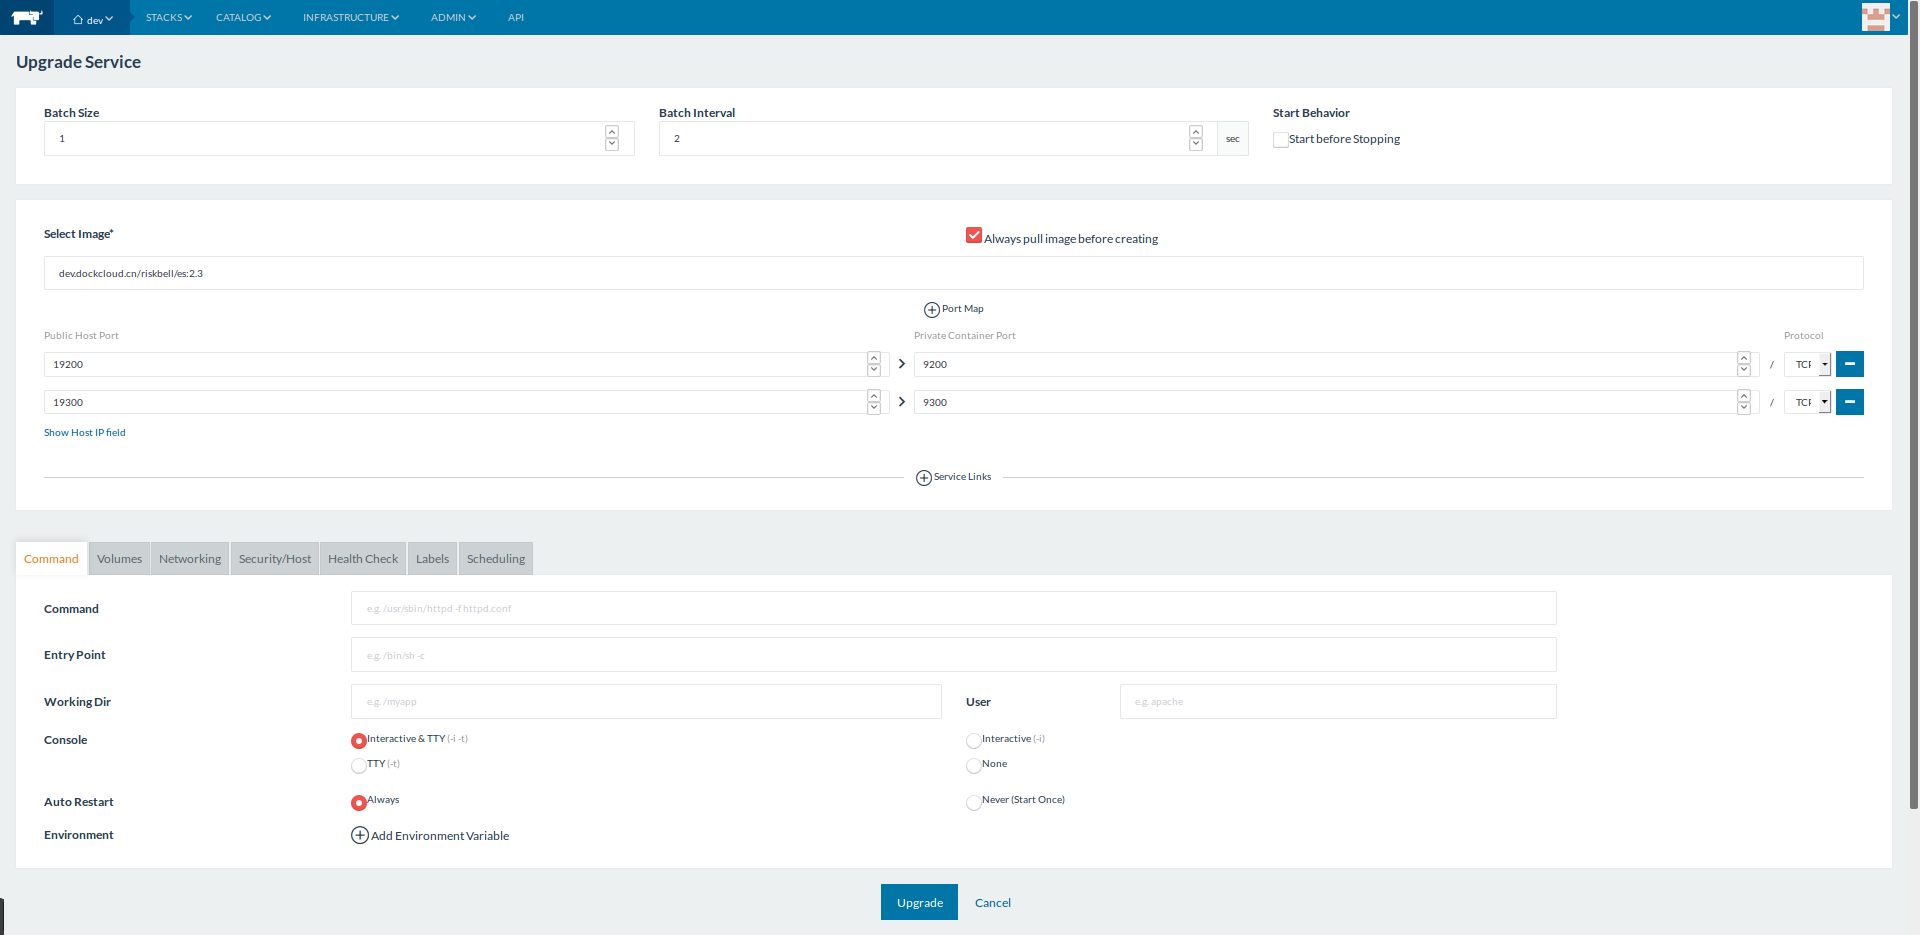 dev STACKS CATALOG INFRASTRUCTURE ADMIN API
Upgrade Service
Batch Size Batch Interval Start Behavior
1 2 sec Start before Stopping
Select Image* Always pull image before creating
dev.dockcloud.cn/riskbell/es:2.3
Port Map
Public Host Port Private Container Port Protocol
19200 9200 / TCP
19300 9300 / TCP
Show Host IP field
Service Links
Command Volumes Networking Security/Host Health Check Labels Scheduling
Command e.g. /usr/sbin/httpd -f httpd.conf
Entry Point e.g. /bin/sh -c
Working Dir e.g. /myapp User e.g. apache
Console Interactive & TTY (-i -t) Interactive (-i)
TTY (-t) None
Auto Restart Always Never (Start Once)
Environment Add Environment Variable
Upgrade Cancel